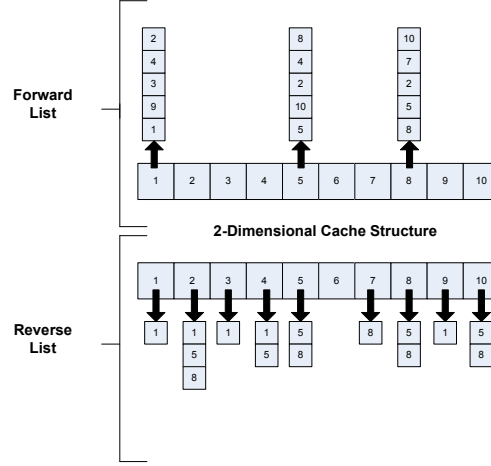 2 8 10
4 4 7
3 2 2
9 10 5
1 5 8
Forward
List
1 2 3 4 5 6 7 8 9 10
2-Dimensional Cache Structure
1 2 3 4 5 6 7 8 9 10
Reverse
List
1 1 1 1 5 8 5 1 5
5 5 8 8 8
8